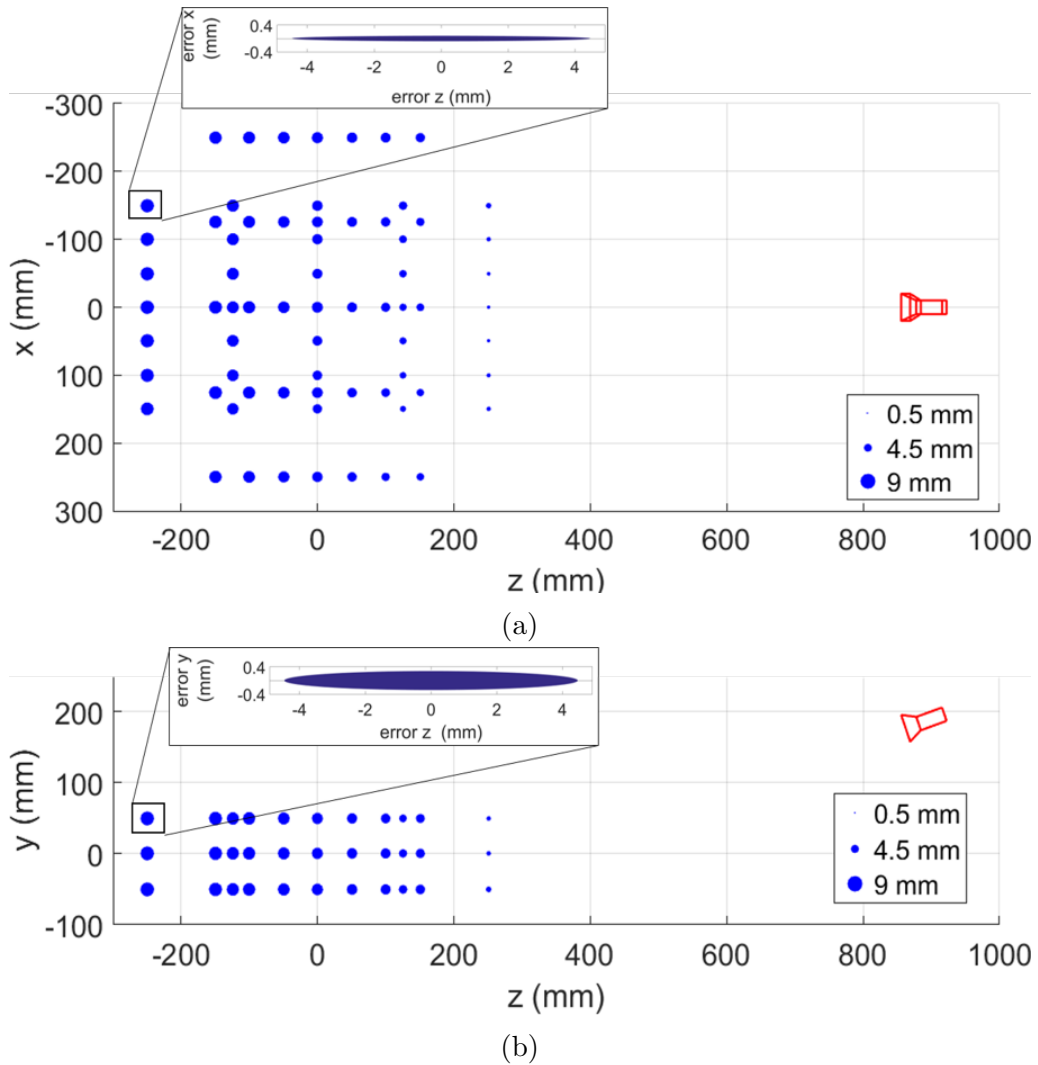 error x
(mm)
0.4
-0.4
-4
-2
0
2
4
error z (mm)
-300
-200
-100
0
100
200
300
x (mm)
0.5 mm
4.5 mm
9 mm
-200
0
200
400
600
800
1000
z (mm)
(a)
error y
(mm)
0.4
-0.4
-4
-2
0
2
4
error z (mm)
200
100
0
-100
y (mm)
0.5 mm
4.5 mm
9 mm
-200
0
200
400
600
800
1000
z (mm)
(b)